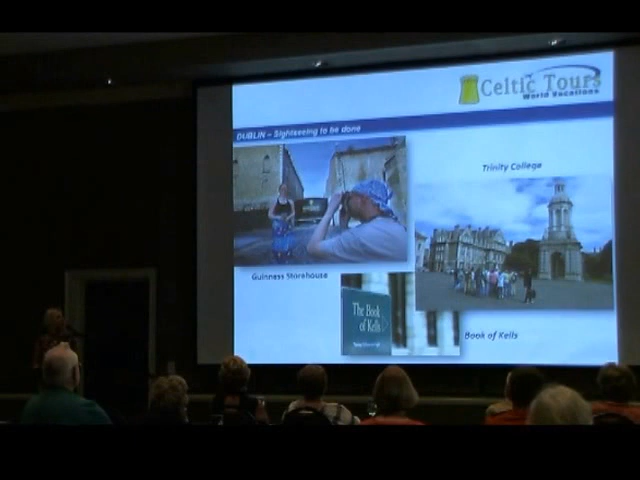 Celtic Tours
World Vacations
DUBLIN - Sightseeing to be done
Trinity College
Guinness Storehouse
The Book
of Kells
Book of Kells